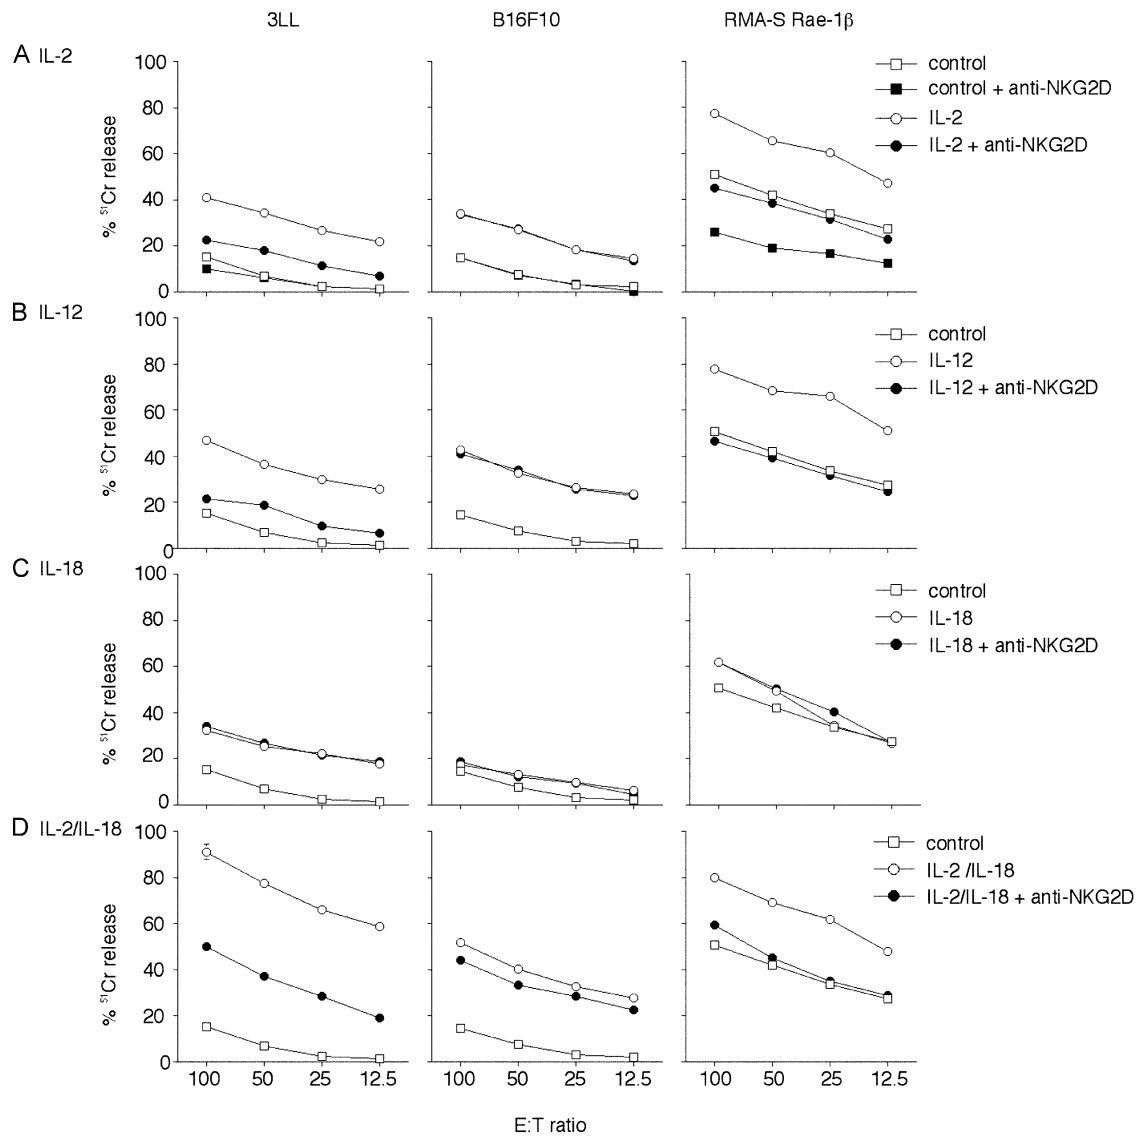 3LL B16F10 RMA-S Rae-1β
A IL-2
% ⁵¹Cr release
100
80
60
40
20
0
control
control + anti-NKG2D
IL-2
IL-2 + anti-NKG2D
B IL-12
% ⁵¹Cr release
100
80
60
40
20
0
control
IL-12
IL-12 + anti-NKG2D
C IL-18
% ⁵¹Cr release
100
80
60
40
20
0
control
IL-18
IL-18 + anti-NKG2D
D IL-2/IL-18
% ⁵¹Cr release
100
80
60
40
20
0
control
IL-2 /IL-18
IL-2/IL-18 + anti-NKG2D
100 50 25 12.5 100 50 25 12.5 100 50 25 12.5
E:T ratio